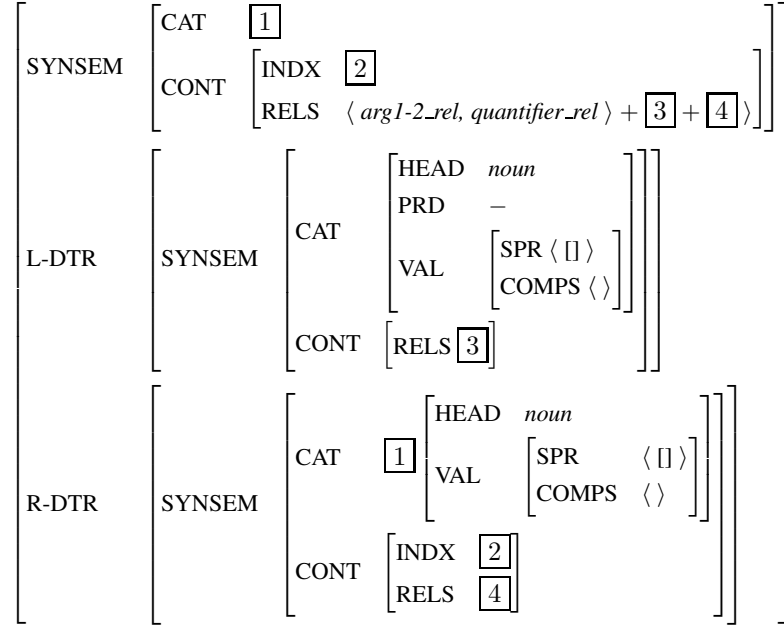 SYNSEM CAT 1
CONT INDX 2
RELS ⟨ arg1-2_rel, quantifier_rel ⟩ + 3 + 4 ⟩
L-DTR SYNSEM CAT HEAD noun
PRD −
VAL SPR ⟨ [] ⟩
COMPS ⟨ ⟩
CONT RELS 3
R-DTR SYNSEM CAT 1 HEAD noun
VAL SPR ⟨ [] ⟩
COMPS ⟨ ⟩
CONT INDX 2
RELS 4